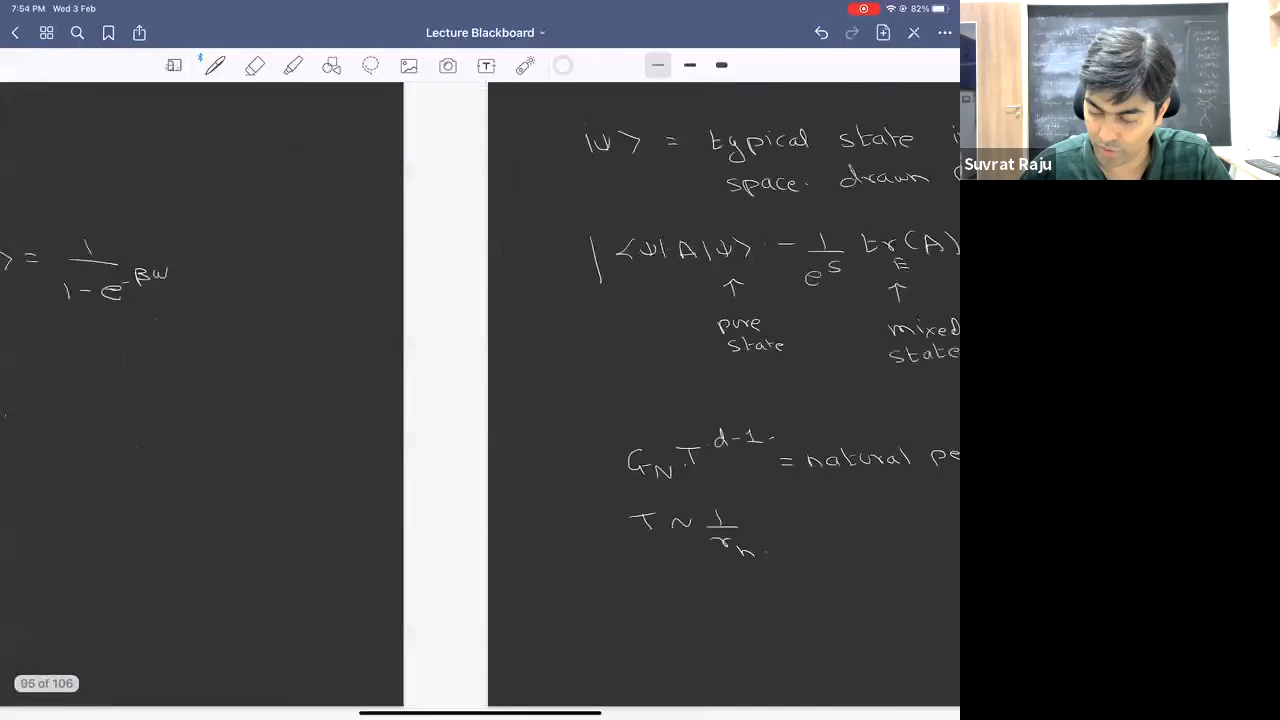 7:54 PM Wed 3 Feb
82%
Lecture Blackboard
Suvrat Raju
> = 1 / 1 - e^{-βω}
|ψ> = typical state i
space. drawn
| <ψ|A|ψ> - 1/e^S tr_E(A)
↑ ↑
pure state
mixed state
G_N T^{d-1} = natural pe
T ~ 1/r_h
95 of 106